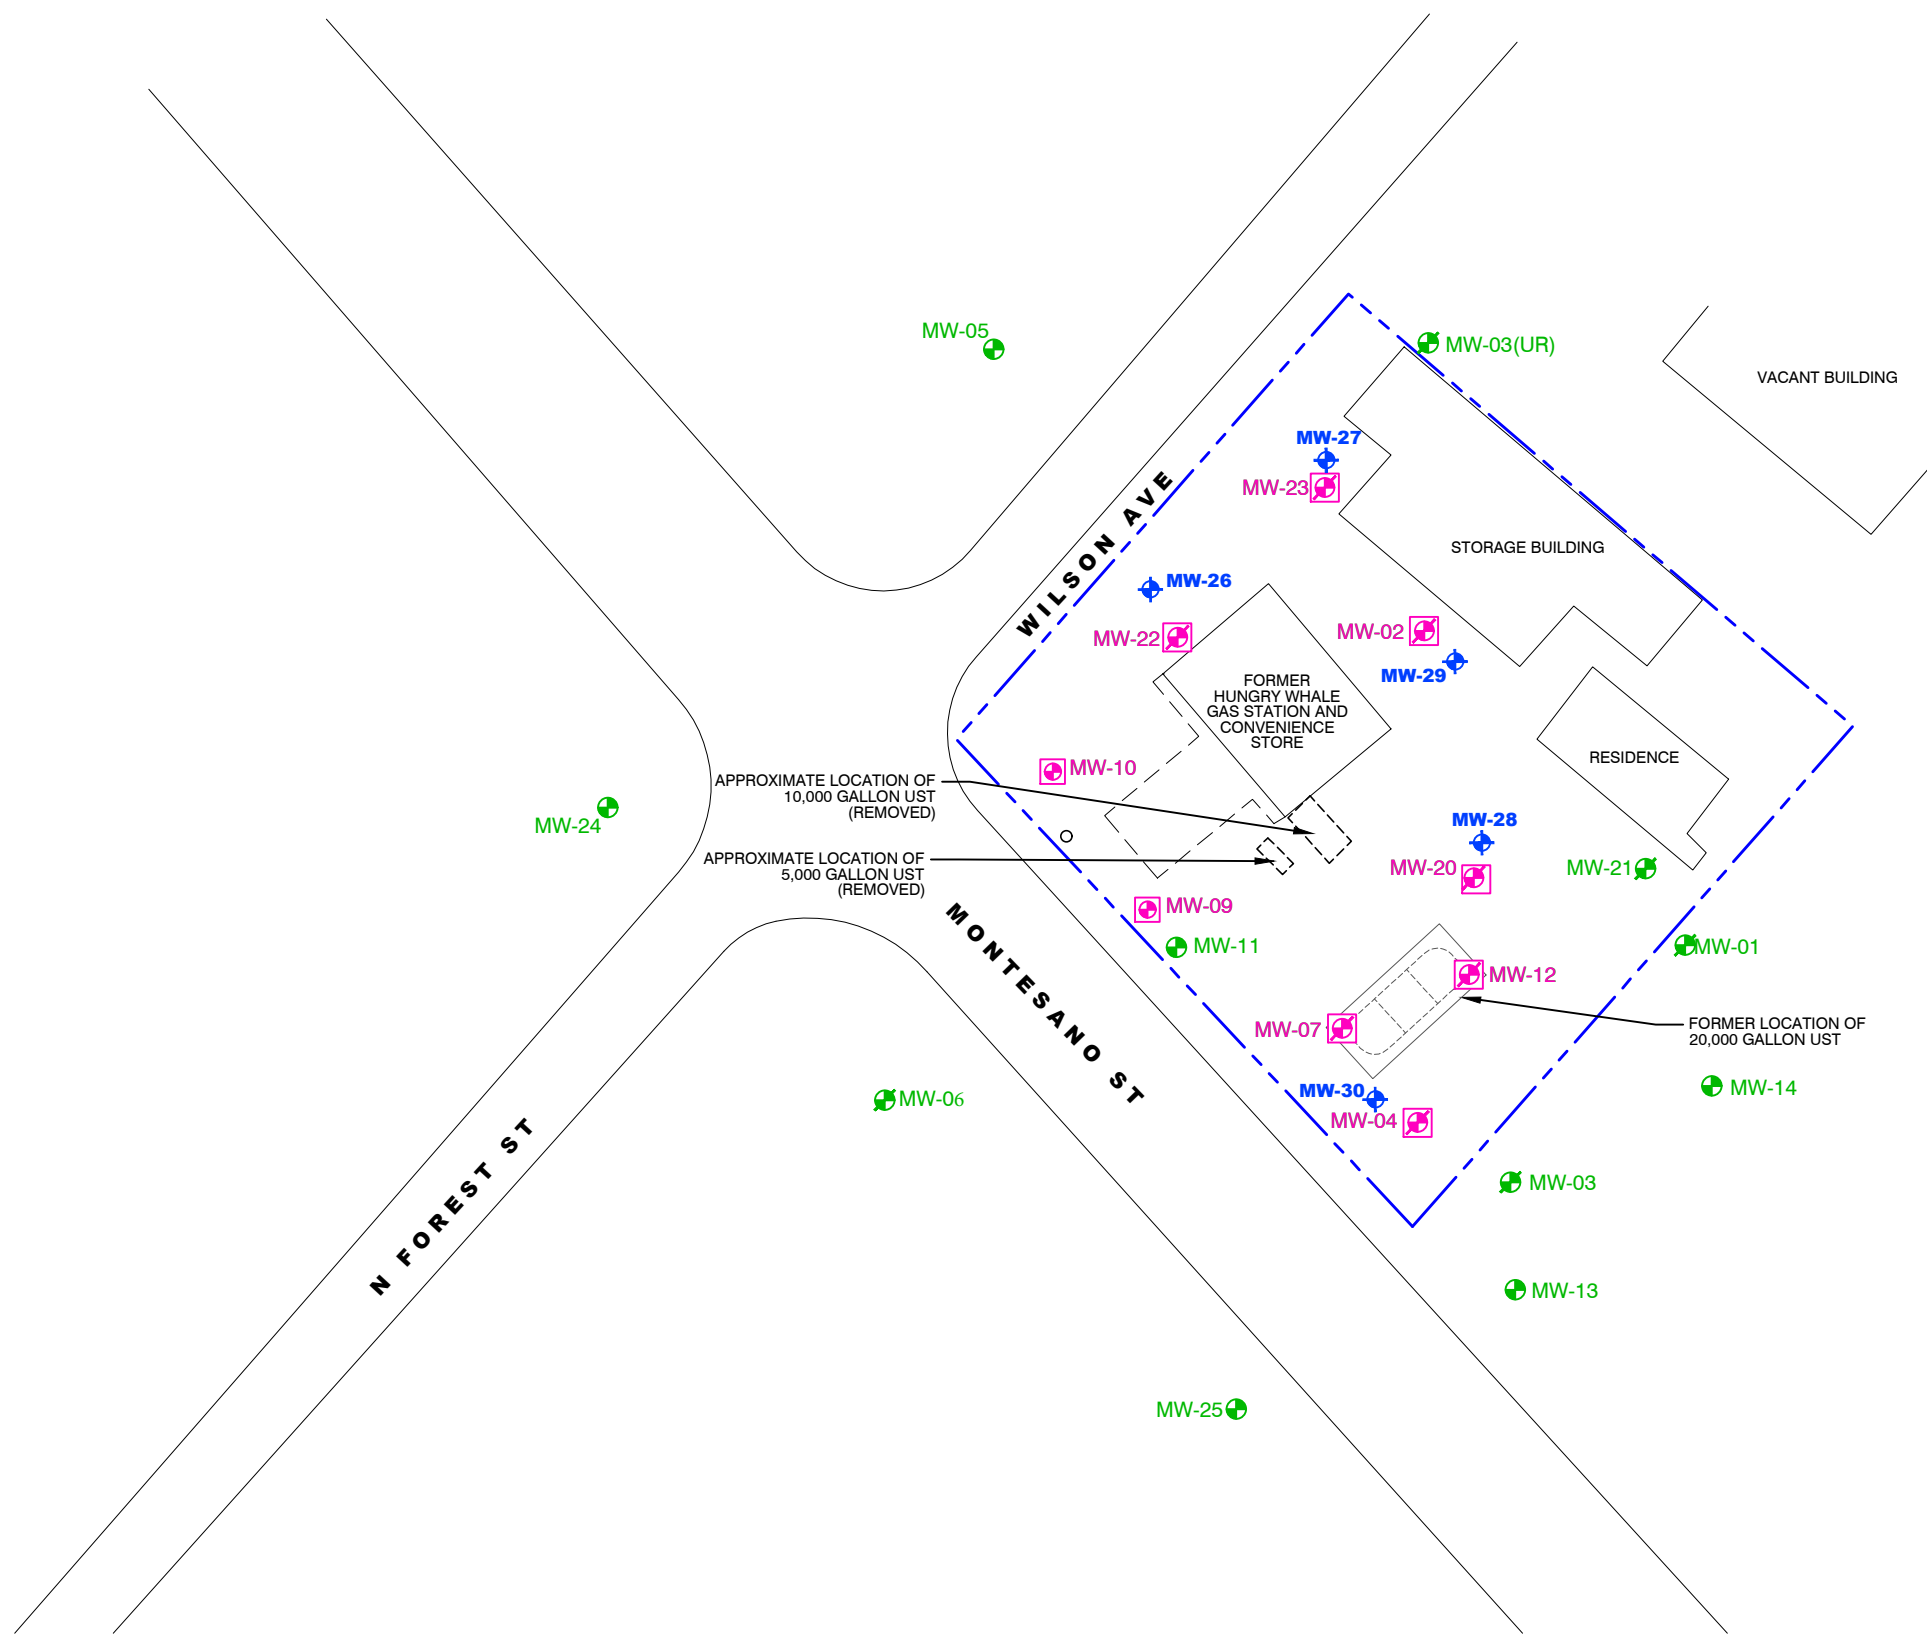 MW-05
MW-03(UR)
VACANT BUILDING
MW-27
MW-23
WILSON AVE
STORAGE BUILDING
MW-26
MW-22
MW-02
MW-29
FORMER
HUNGRY WHALE
GAS STATION AND
CONVENIENCE
STORE
RESIDENCE
MW-10
APPROXIMATE LOCATION OF
10,000 GALLON UST
(REMOVED)
MW-24
MW-28
APPROXIMATE LOCATION OF
5,000 GALLON UST
(REMOVED)
MW-20
MW-21
MW-09
MW-11
MW-01
MONTESANO ST
MW-12
MW-07
FORMER LOCATION OF
20,000 GALLON UST
MW-06
MW-30
MW-14
MW-04
N FOREST ST
MW-03
MW-13
MW-25